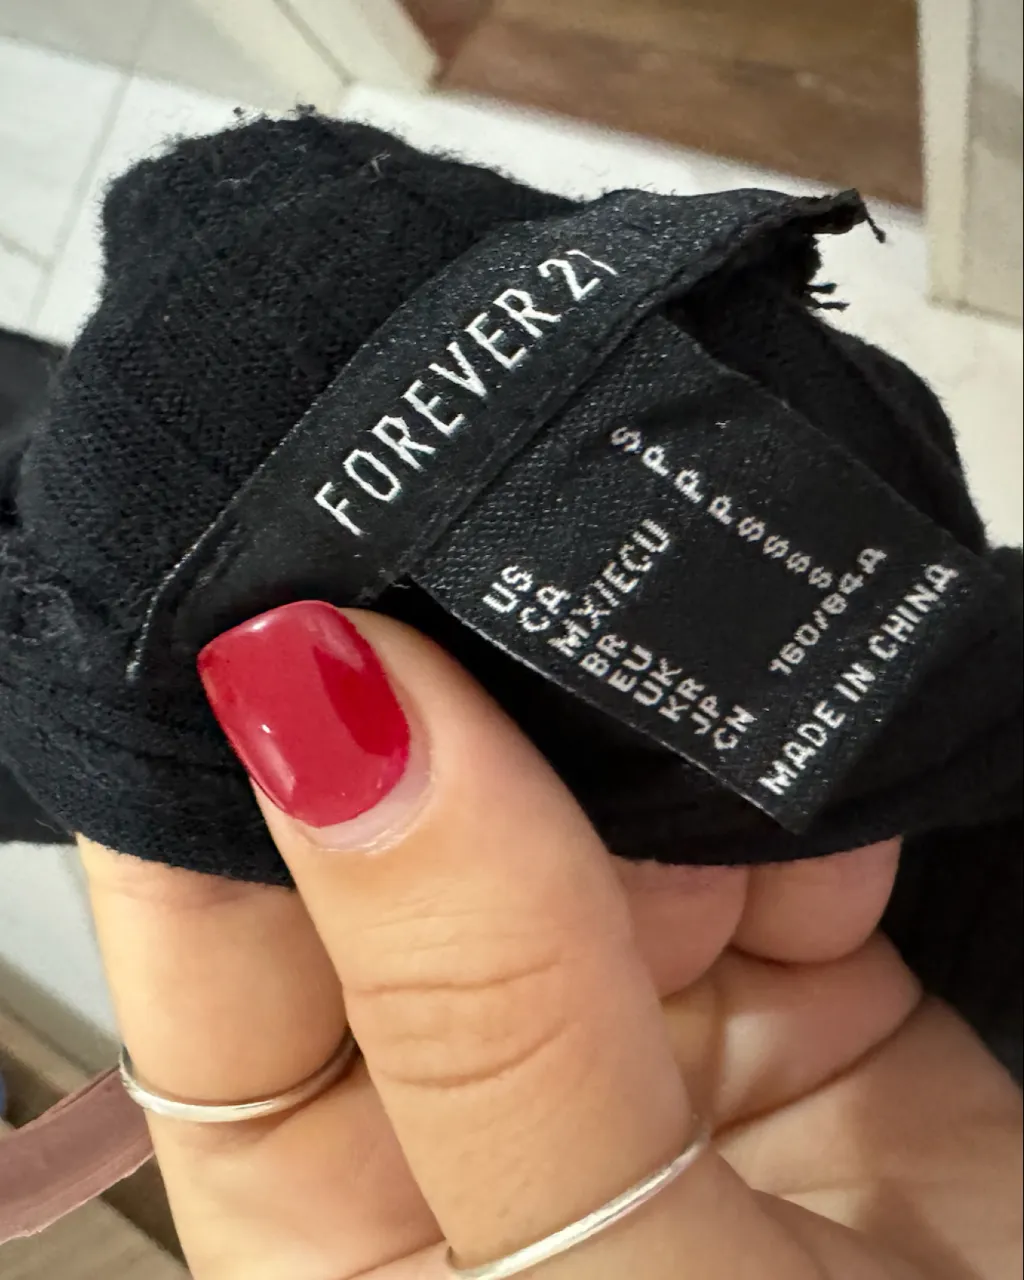 FOREVER 21
US S
CA P
MX/ECU P
BR P
EU S
UK S
KR S
JP S
CN 160/84A
MADE IN CHINA